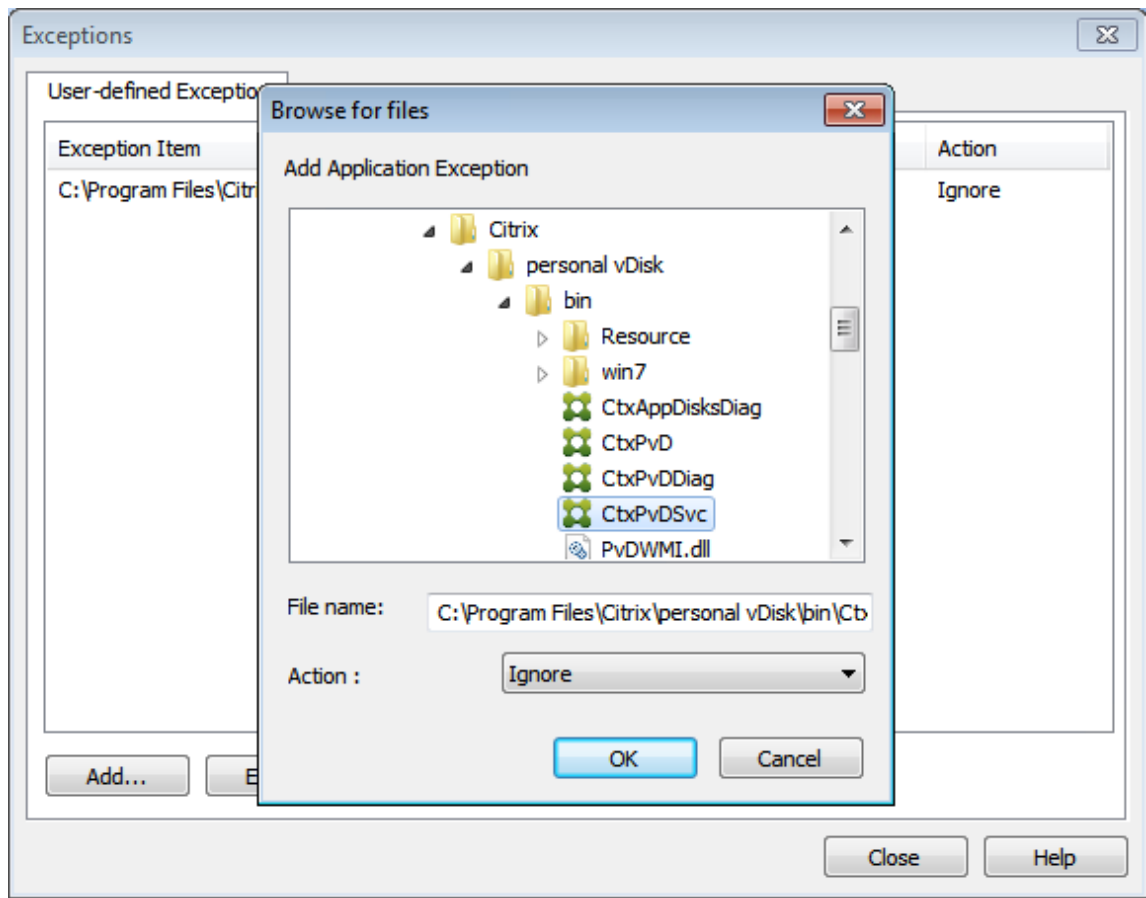 Exceptions
User-defined Exceptio
Browse for files
Exception Item
Action
Add Application Exception
C:\Program Files\Citri
Ignore
Citrix
personal vDisk
bin
Resource
win7
CtxAppDisksDiag
CtxPvD
CtxPvDDiag
CtxPvDSvc
PvDWMI.dll
File name:
C:\Program Files\Citrix\personal vDisk\bin\Ctx
Action :
Ignore
OK
Cancel
Add...
E
Close
Help